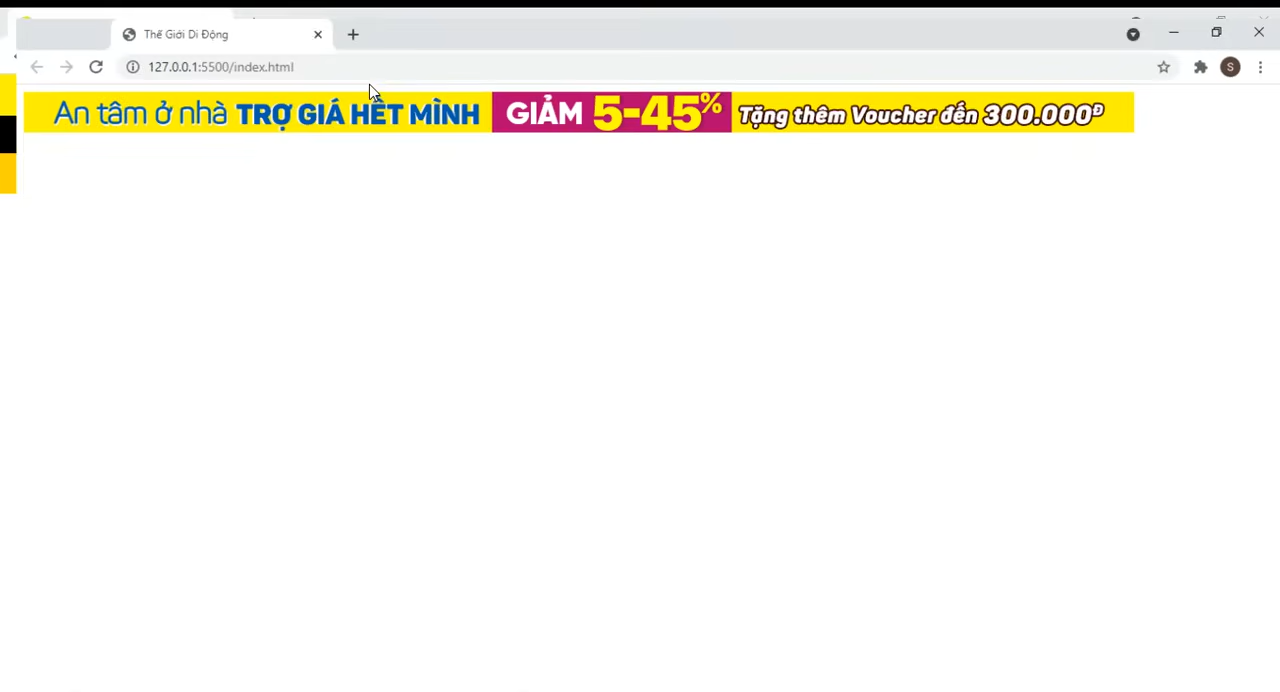 Thế Giới Di Động
127.0.0.1:5500/index.html
S
An tâm ở nhà TRỢ GIÁ HẾT MÌNH GIẢM 5-45% Tặng thêm Voucher đến 300.000Đ